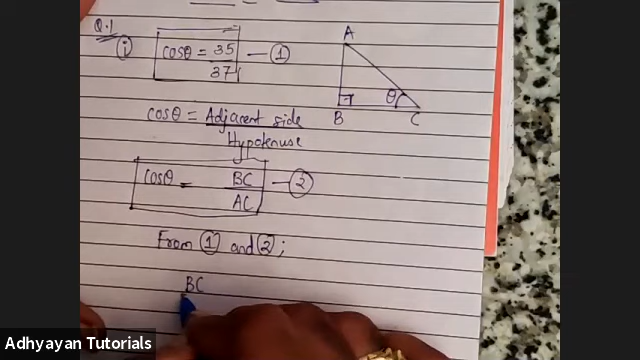 Q.1
i cosθ = 35 — 1
37
A
θ
B C
cosθ = Adjacent side
Hypotenuse
cosθ = BC — 2
AC
From 1 and 2;
BC
Adhyayan Tutorials